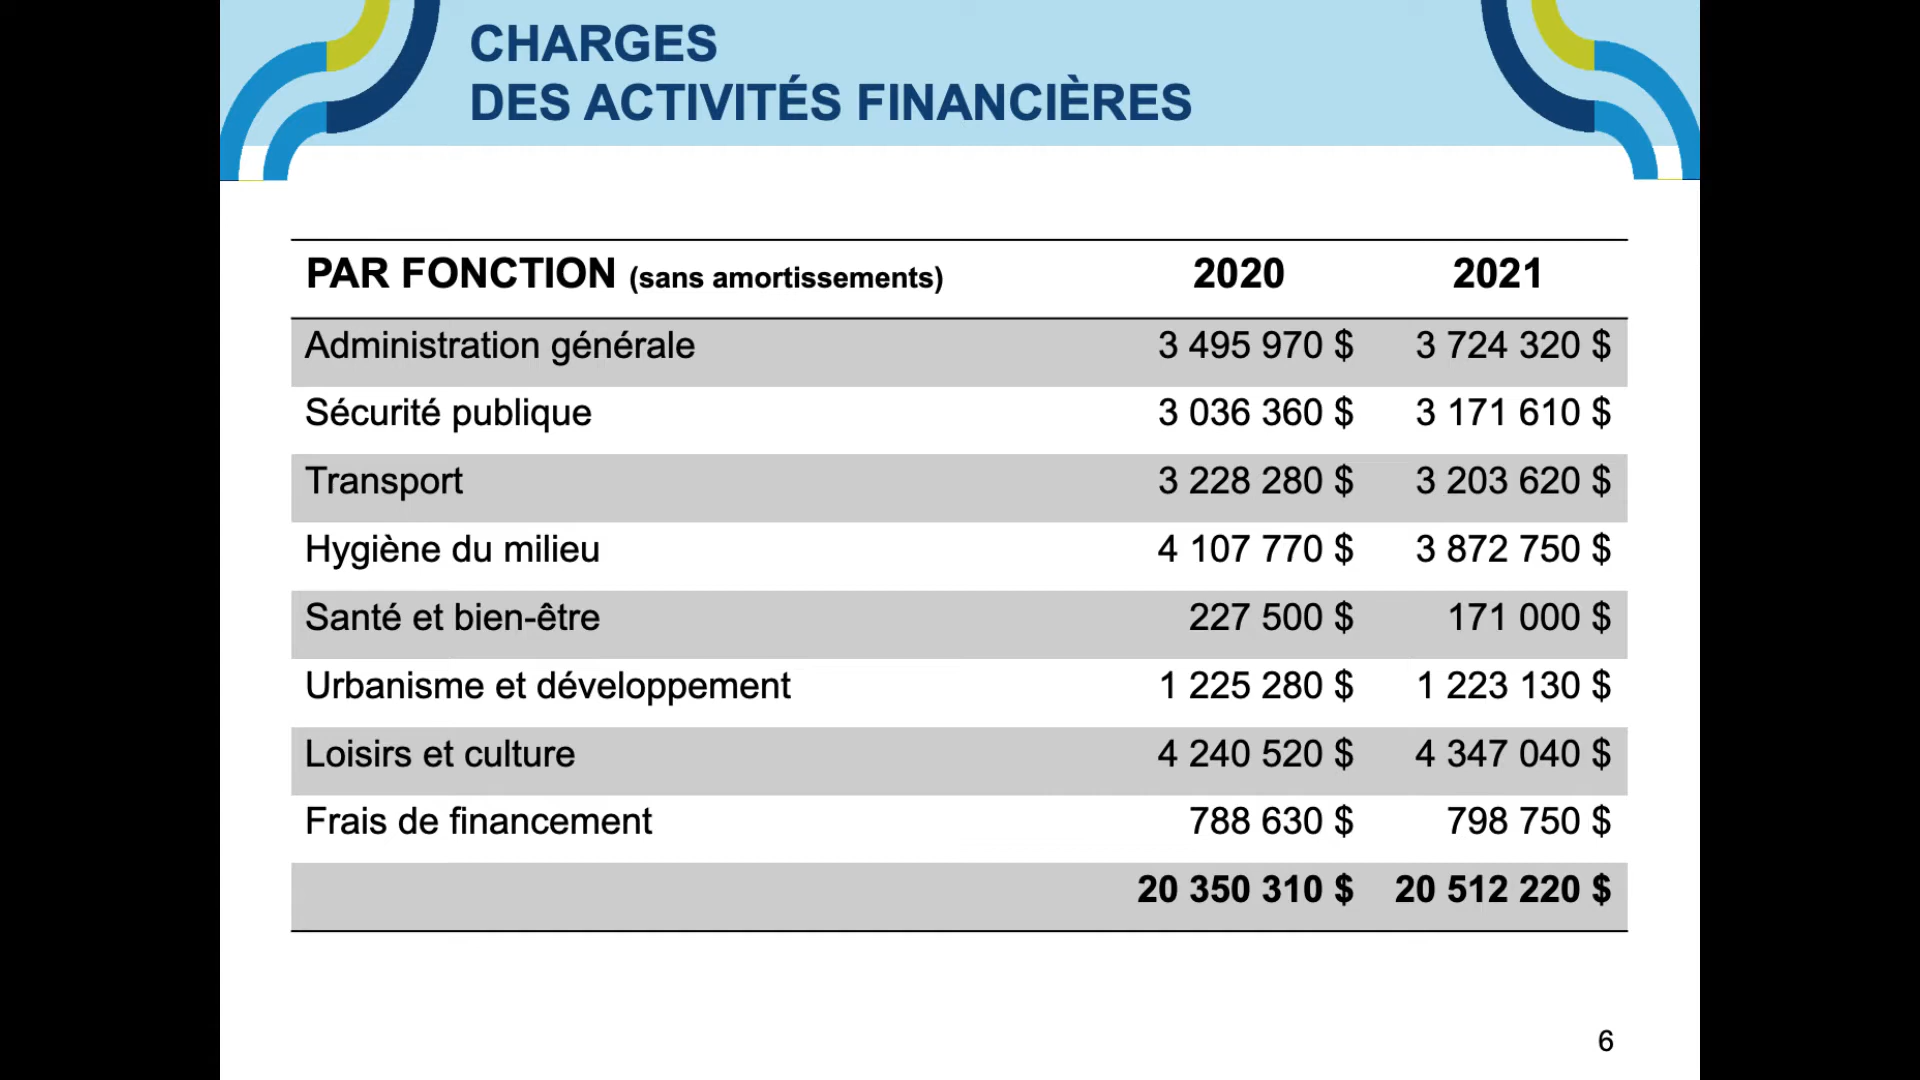 CHARGES
DES ACTIVITÉS FINANCIÈRES
PAR FONCTION (sans amortissements) 2020 2021
Administration générale 3 495 970 $ 3 724 320 $
Sécurité publique 3 036 360 $ 3 171 610 $
Transport 3 228 280 $ 3 203 620 $
Hygiène du milieu 4 107 770 $ 3 872 750 $
Santé et bien-être 227 500 $ 171 000 $
Urbanisme et développement 1 225 280 $ 1 223 130 $
Loisirs et culture 4 240 520 $ 4 347 040 $
Frais de financement 788 630 $ 798 750 $
20 350 310 $ 20 512 220 $
6